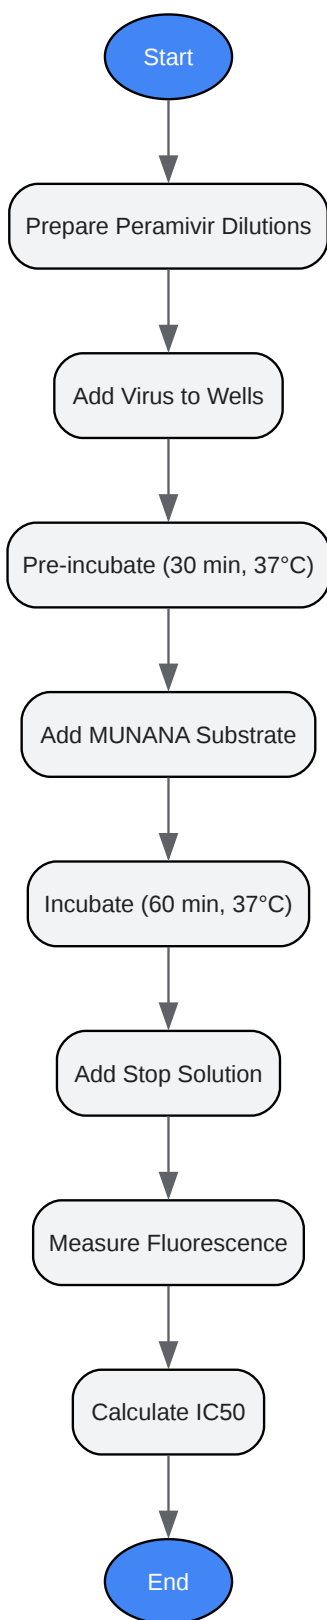 Start
Prepare Peramivir Dilutions
Add Virus to Wells
Pre-incubate (30 min, 37°C)
Add MUNANA Substrate
Incubate (60 min, 37°C)
Add Stop Solution
Measure Fluorescence
Calculate IC50
End